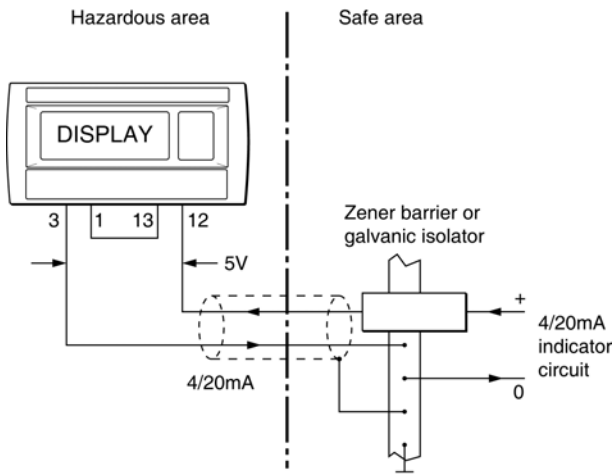 Hazardous area
Safe area
DISPLAY
3
1
13
12
Zener barrier or
galvanic isolator
5V
+
4/20mA
indicator
circuit
4/20mA
0